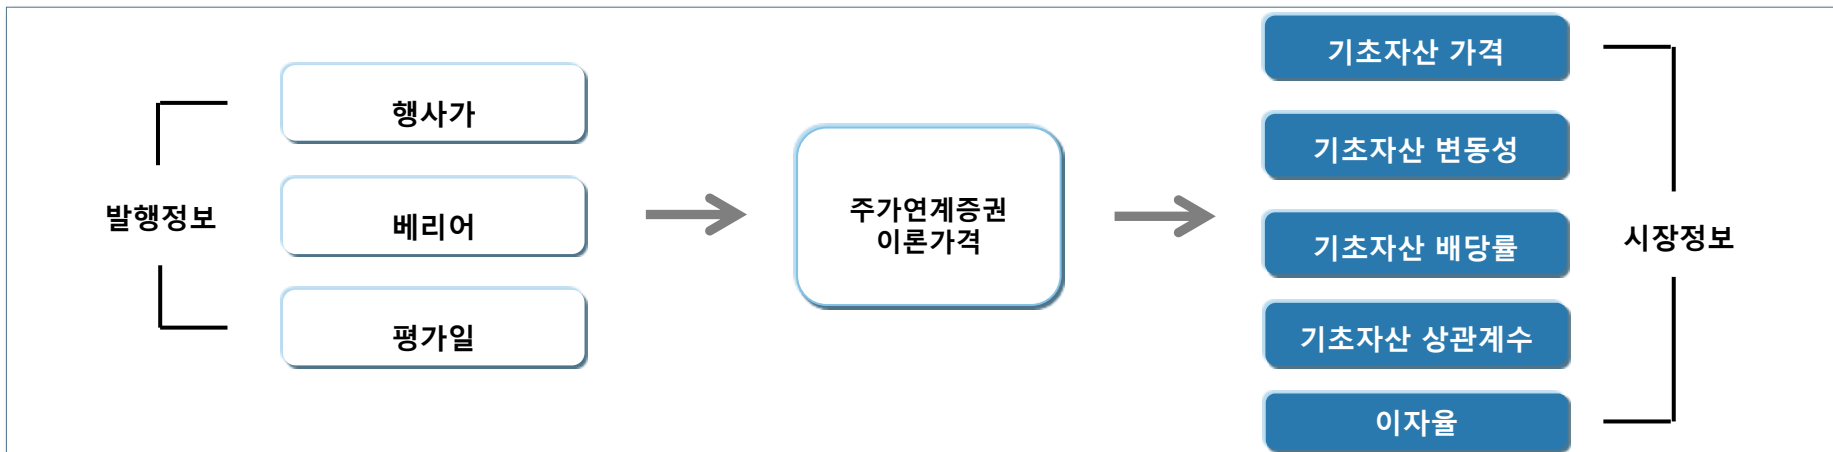 발행정보
행사가
베리어
평가일
주가연계증권
이론가격
기초자산 가격
기초자산 변동성
기초자산 배당률
기초자산 상관계수
이자율
시장정보